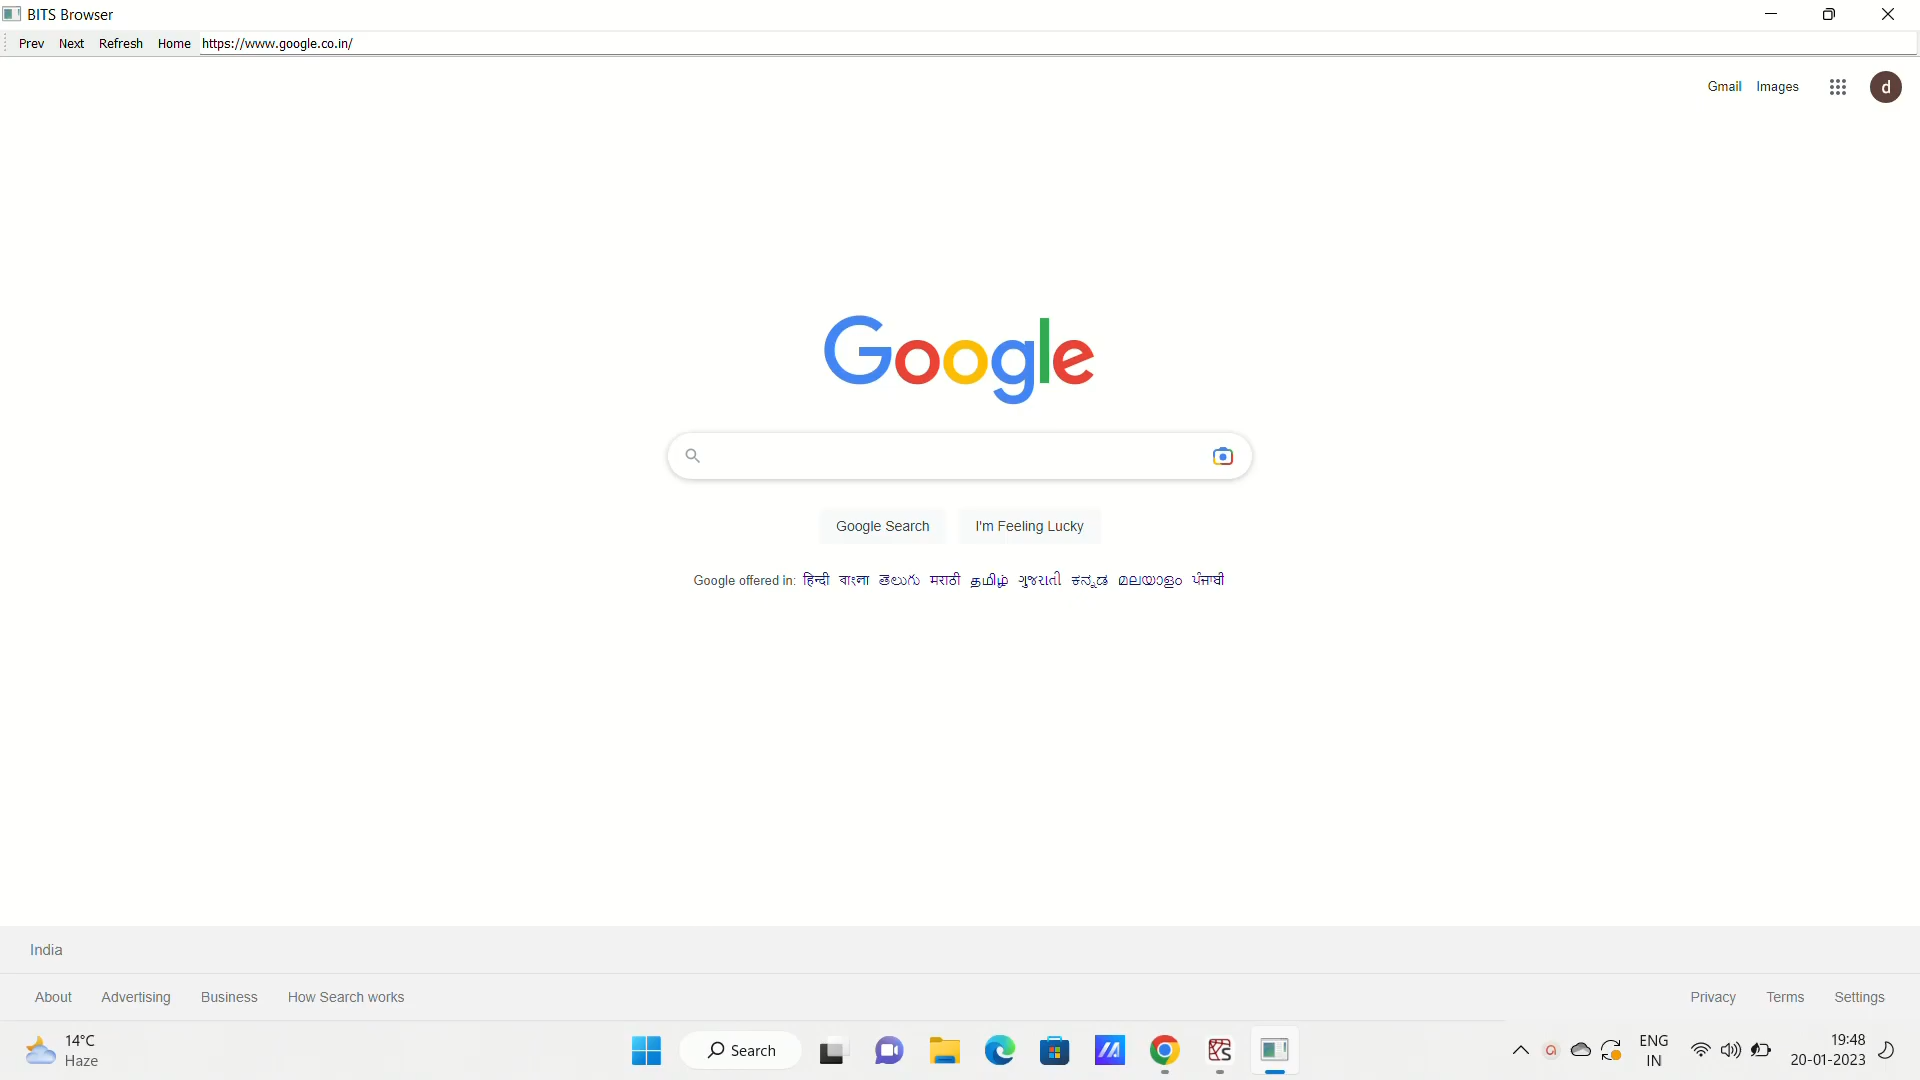 BITS Browser
Prev Next Refresh Home https://www.google.co.in/
Gmail Images d
Google
Google Search I'm Feeling Lucky
Google offered in: हिन्दी বাংলা తెలుగు मराठी தமிழ் ગુજરાતી ಕನ್ನಡ മലയാളം ਪੰਜਾਬੀ
India
About Advertising Business How Search works Privacy Terms Settings
14°C
Haze
Search
ENG
IN
19:48
20-01-2023